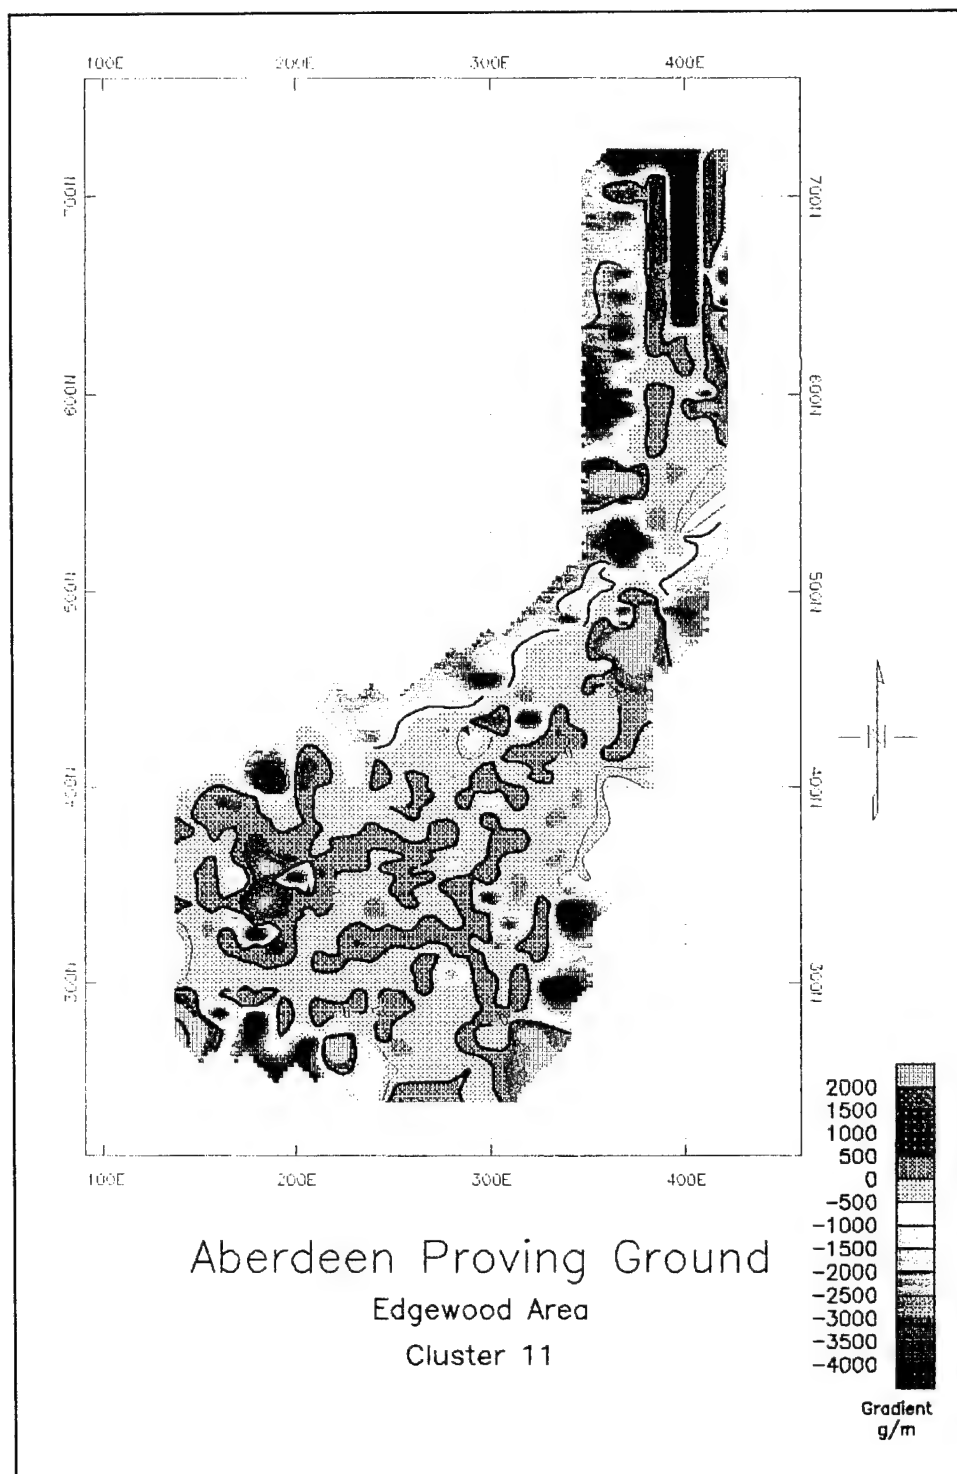 100E 200E 300E 400E
700N 700N
600N 600N
500N 500N
400N 400N
300N 300N
100E 200E 300E 400E
2000
1500
1000
500
0
-500
-1000
-1500
-2000
-2500
-3000
-3500
-4000
Gradient
g/m
Aberdeen Proving Ground
Edgewood Area
Cluster 11